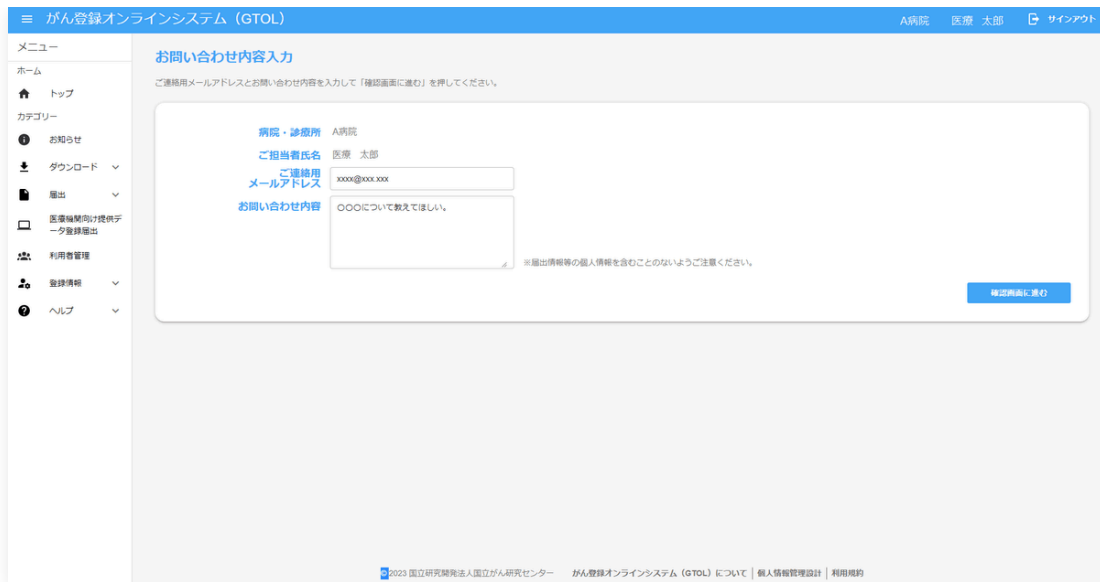 がん登録オンラインシステム（GTOL）
A病院 医療 太郎 サインアウト
メニュー
ホーム
トップ
カテゴリー
お知らせ
ダウンロード
届出
医療機関向け提供デ
ータ登録届出
利用者管理
登録情報
ヘルプ
お問い合わせ内容入力
ご連絡用メールアドレスとお問い合わせ内容を入力して「確認画面に進む」を押してください。
病院・診療所 A病院
ご担当者氏名 医療 太郎
ご連絡用
メールアドレス xxxx@xxx.xxx
お問い合わせ内容 〇〇〇について教えてほしい。
※届出情報等の個人情報を含むことのないようご注意ください。
確認画面に進む
©2023 国立研究開発法人国立がん研究センター がん登録オンラインシステム（GTOL）について | 個人情報管理設計 | 利用規約